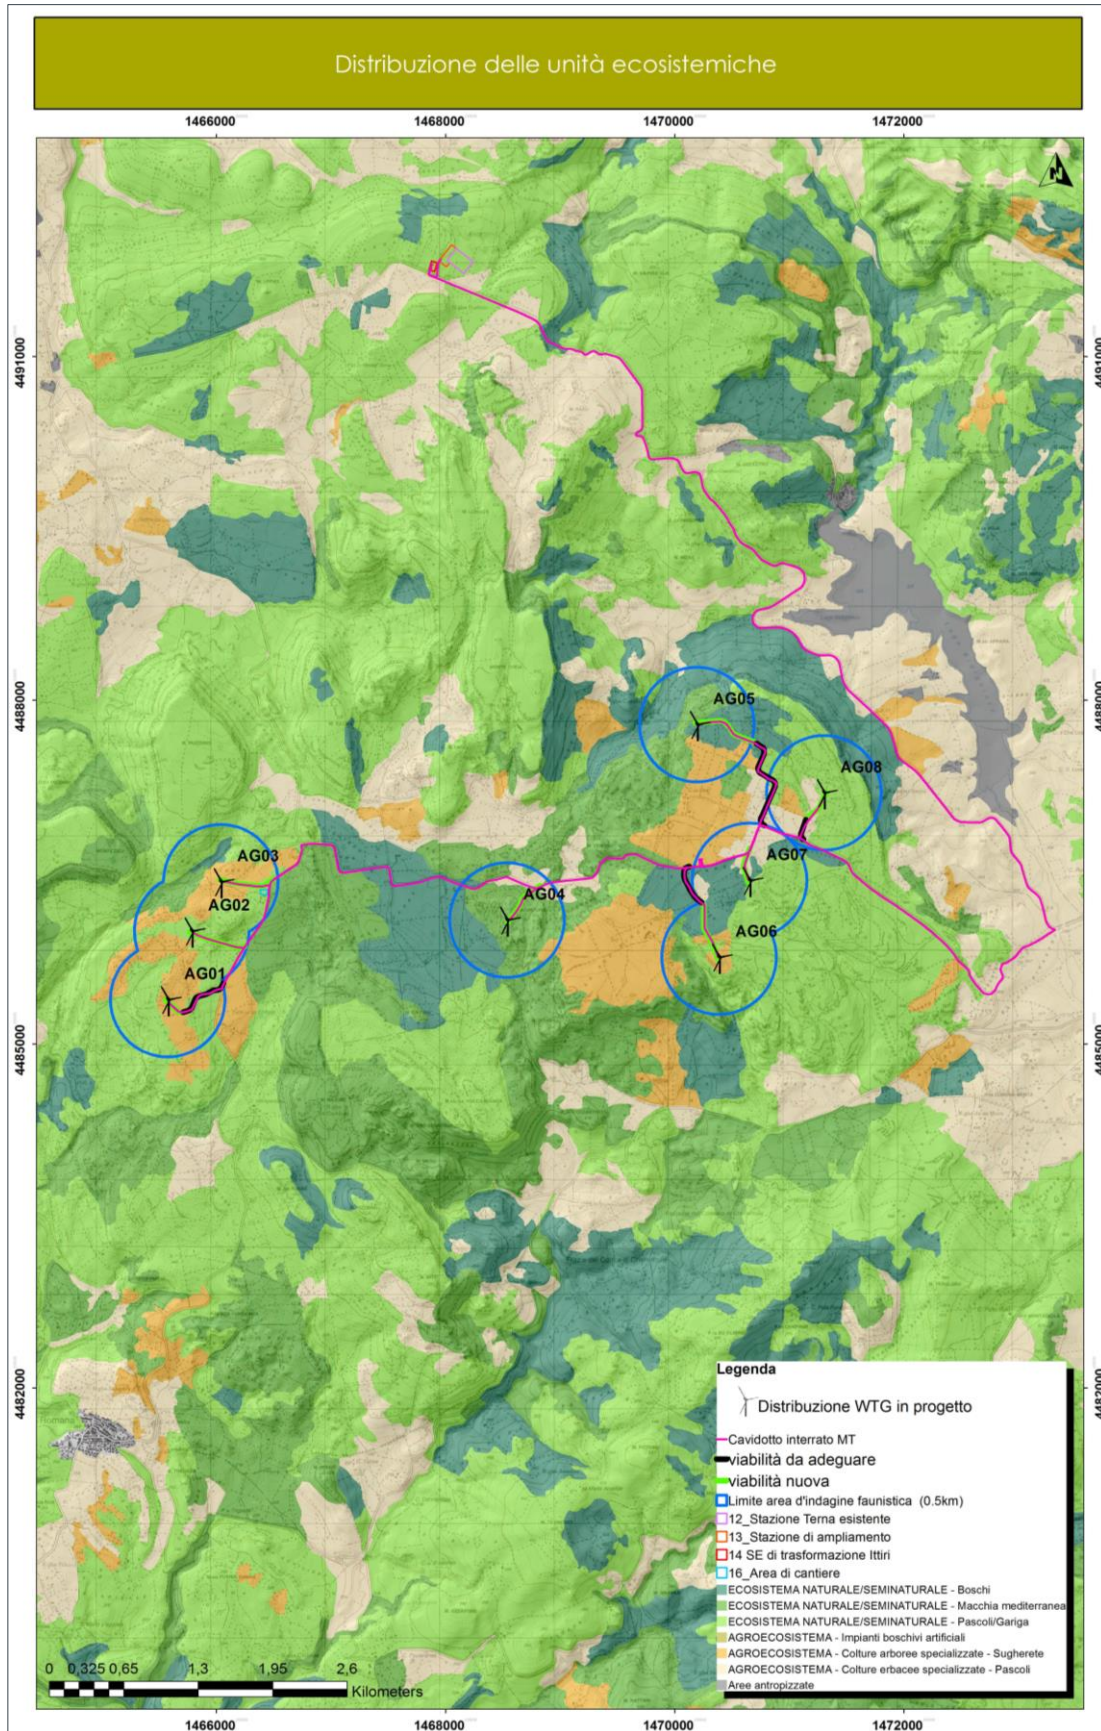 Distribuzione delle unità ecosistemiche
1466000 1468000 1470000 1472000
N
4491000 4491000
4488000 4488000
AG05
AG08
AG03
AG07
AG04
AG02
AG06
AG01
4485000 4485000
4482000 4482000
Legenda
Distribuzione WTG in progetto
Cavidotto interrato MT
viabilità da adeguare
viabilità nuova
Limite area d'indagine faunistica (0.5km)
12_Stazione Terna esistente
13_Stazione di ampliamento
14 SE di trasformazione Ittiri
16_Area di cantiere
ECOSISTEMA NATURALE/SEMINATURALE - Boschi
ECOSISTEMA NATURALE/SEMINATURALE - Macchia mediterranea
ECOSISTEMA NATURALE/SEMINATURALE - Pascoli/Gariga
AGROECOSISTEMA - Impianti boschivi artificiali
AGROECOSISTEMA - Colture arboree specializzate - Sugherete
AGROECOSISTEMA - Colture erbacee specializzate - Pascoli
Aree antropizzate
0 0,325 0,65 1,3 1,95 2,6
Kilometers
1466000 1468000 1470000 1472000